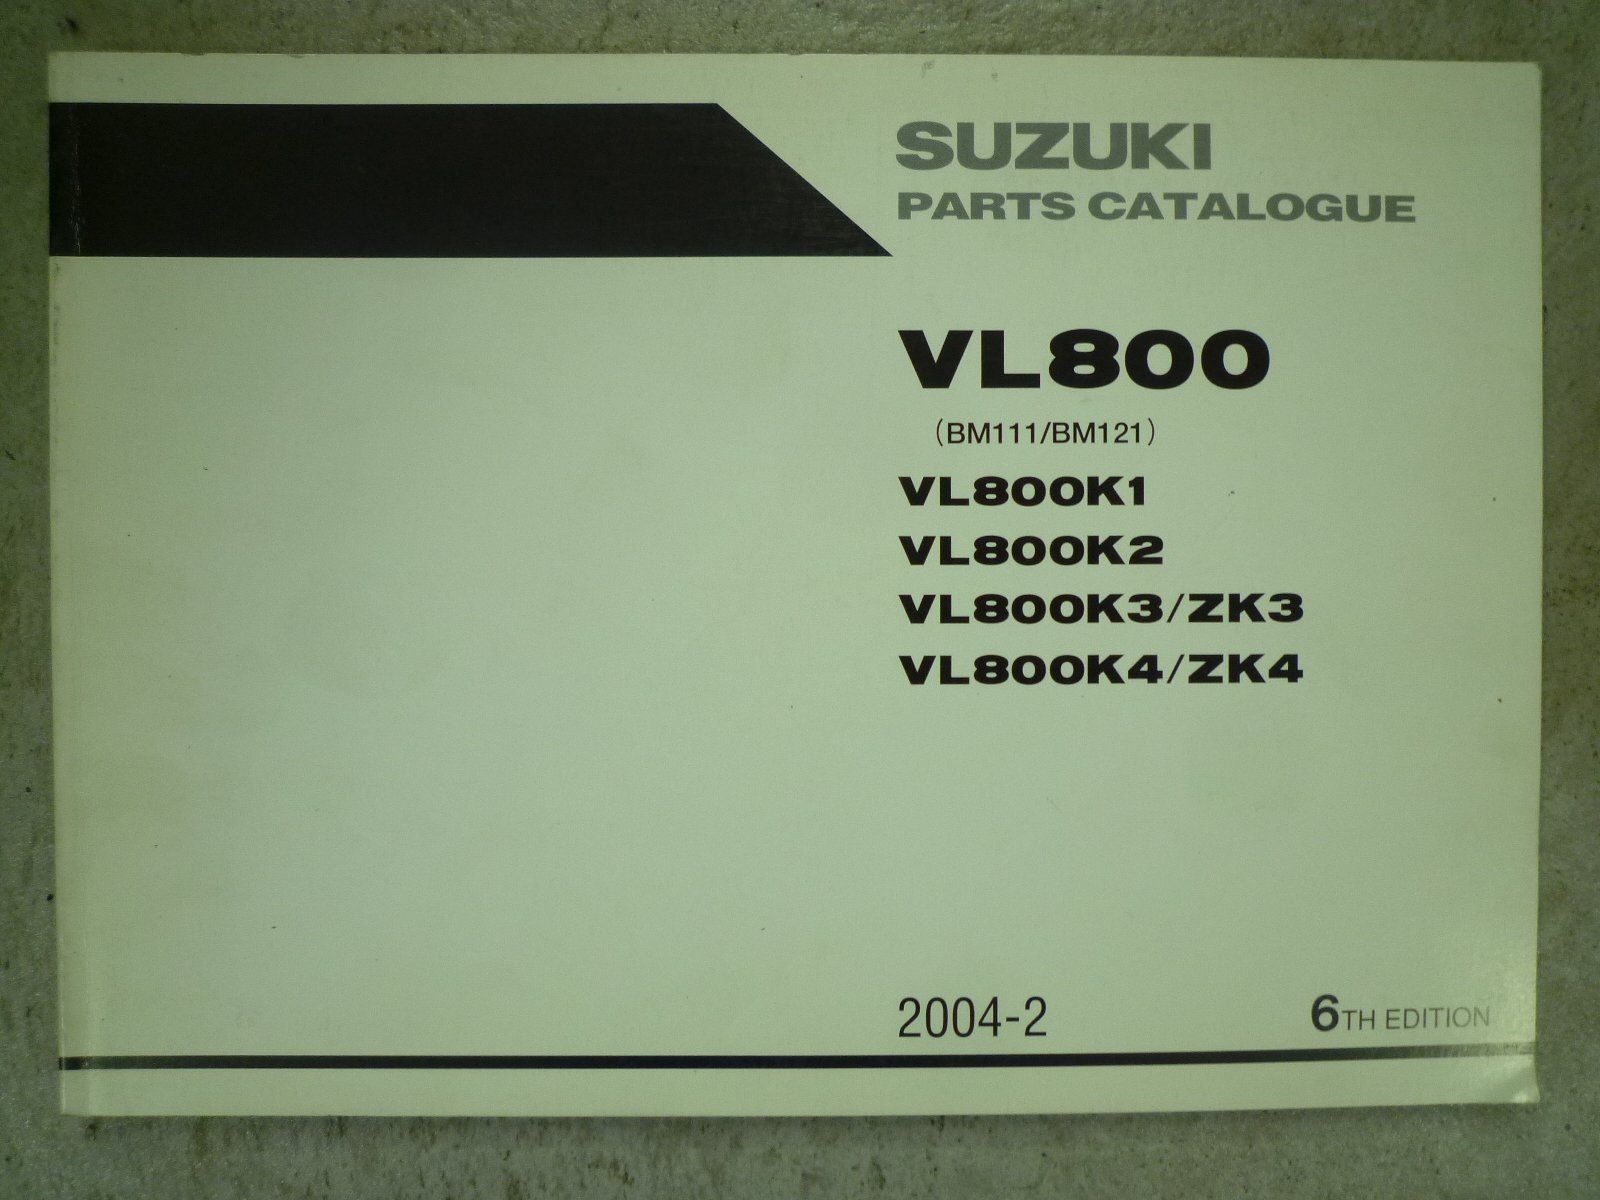 SUZUKI
PARTS CATALOGUE
VL800
(BM111/BM121)
VL800K1
VL800K2
VL800K3/ZK3
VL800K4/ZK4
2004-2
6TH EDITION